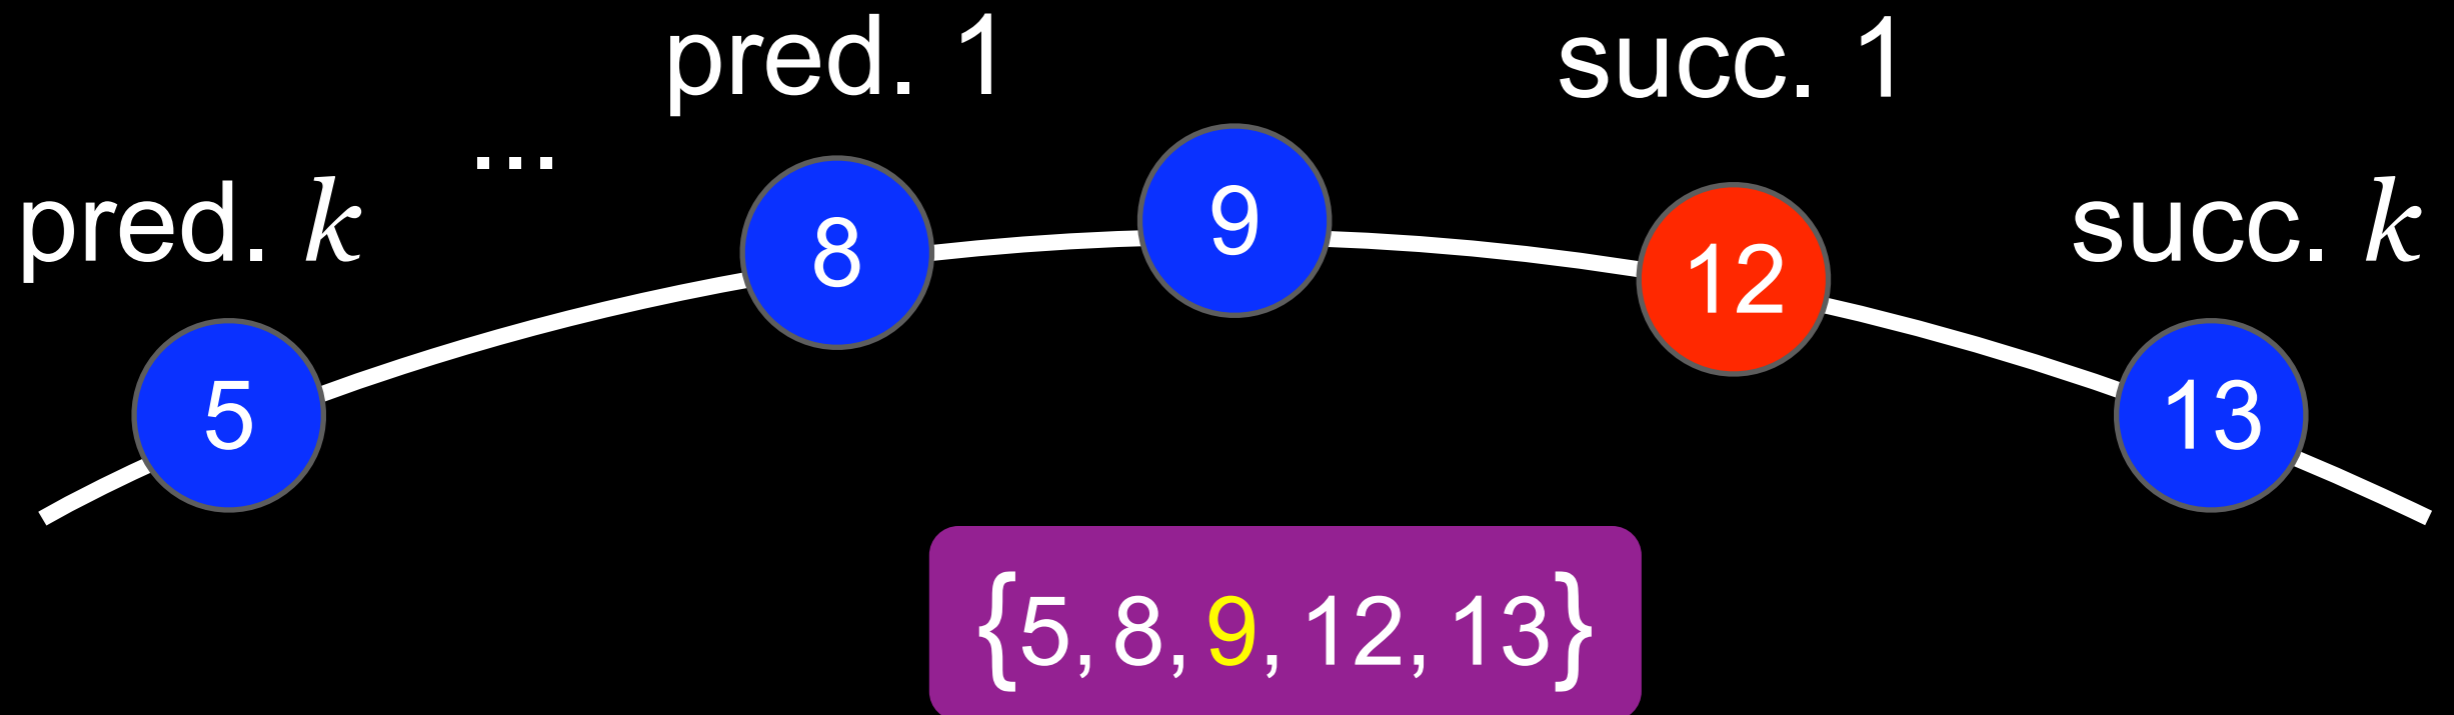 pred. 1
succ. 1
...
pred. k
succ. k
5
8
9
12
13
{5, 8, 9, 12, 13}